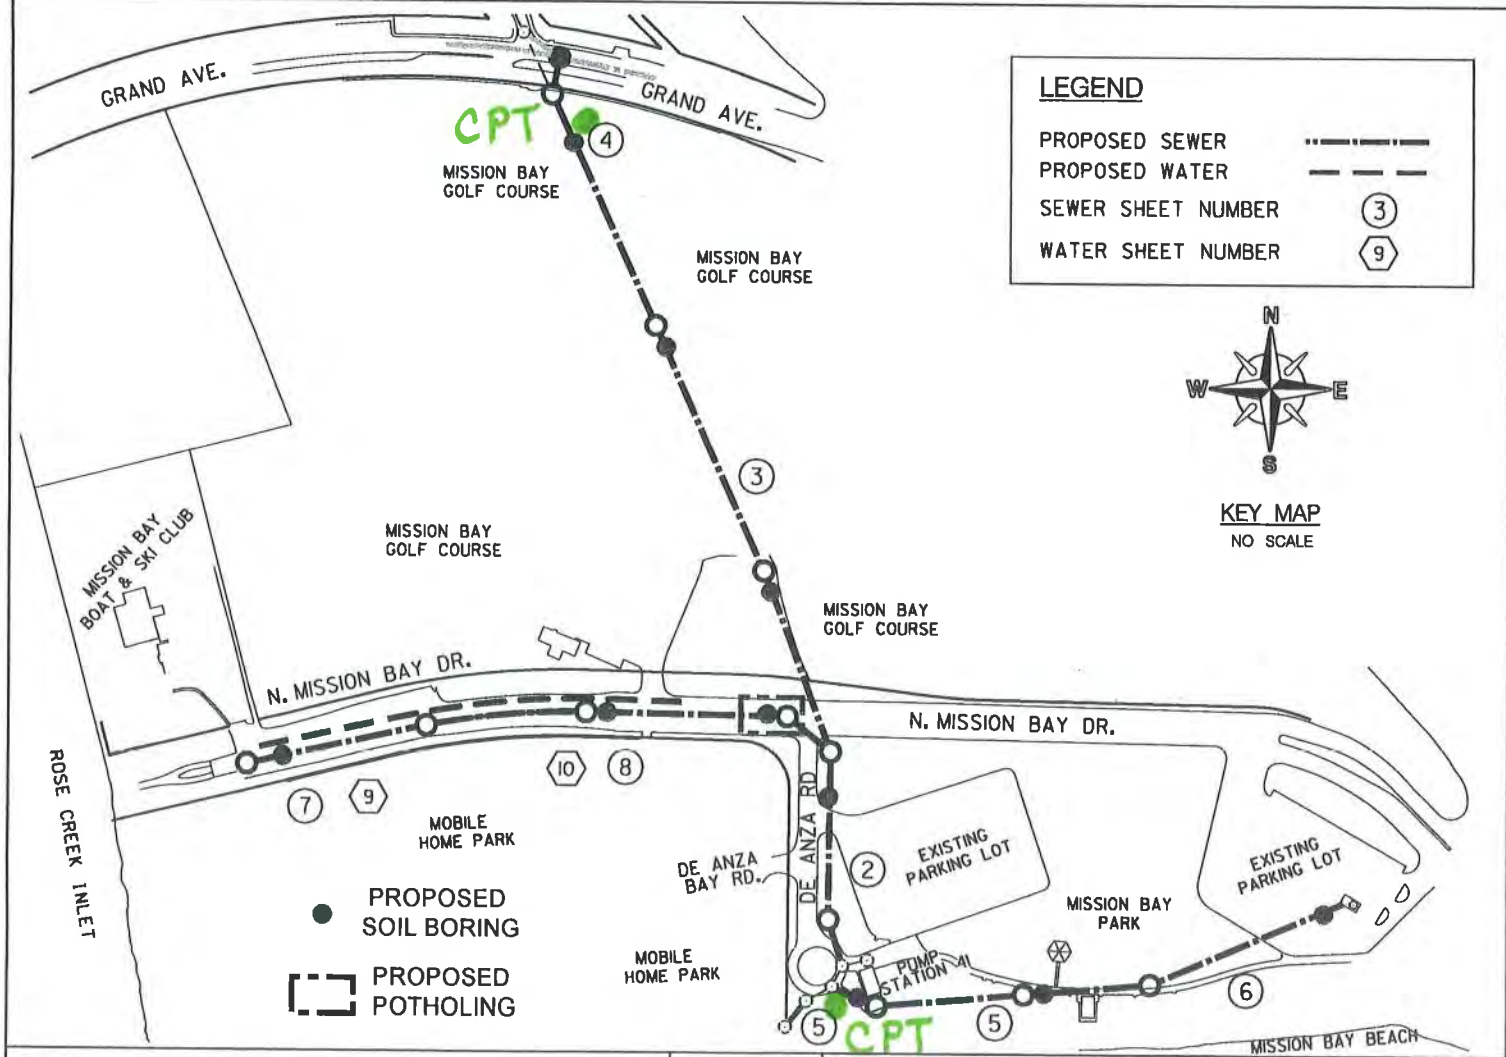 GRAND AVE.
GRAND AVE.
CPT
4
MISSION BAY
GOLF COURSE
MISSION BAY
GOLF COURSE
LEGEND
PROPOSED SEWER
PROPOSED WATER
SEWER SHEET NUMBER
3
WATER SHEET NUMBER
9
N
W
E
S
KEY MAP
NO SCALE
3
MISSION BAY
GOLF COURSE
MISSION BAY
BOAT & SKI CLUB
MISSION BAY
GOLF COURSE
N. MISSION BAY DR.
N. MISSION BAY DR.
ROSE CREEK INLET
7
9
10
8
MOBILE
HOME PARK
DE ANZA RD
DE ANZA
BAY RD.
2
EXISTING
PARKING LOT
EXISTING
PARKING LOT
MISSION BAY
PARK
PROPOSED
SOIL BORING
MOBILE
HOME PARK
PROPOSED
POTHOLING
PUMP
STATION 41
5
CPT
5
6
MISSION BAY BEACH